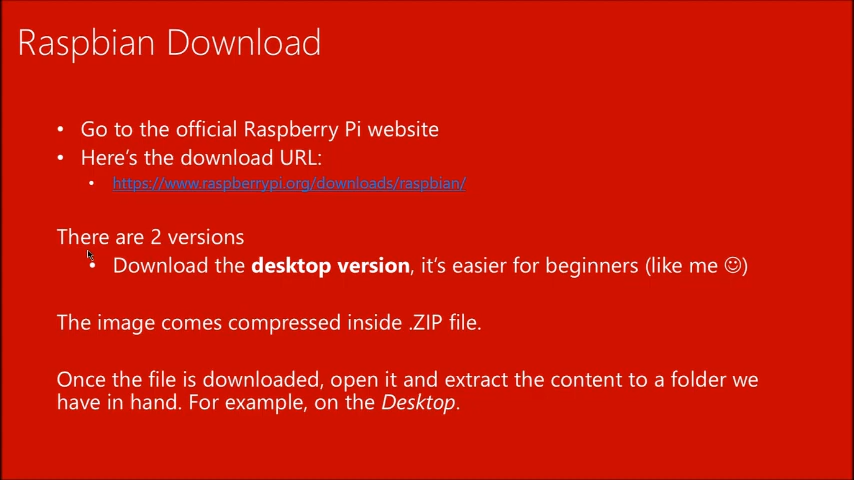 Raspbian Download
• Go to the official Raspberry Pi website
• Here's the download URL:
• https://www.raspberrypi.org/downloads/raspbian/
There are 2 versions
• Download the desktop version, it's easier for beginners (like me ☺)
The image comes compressed inside .ZIP file.
Once the file is downloaded, open it and extract the content to a folder we
have in hand. For example, on the Desktop.